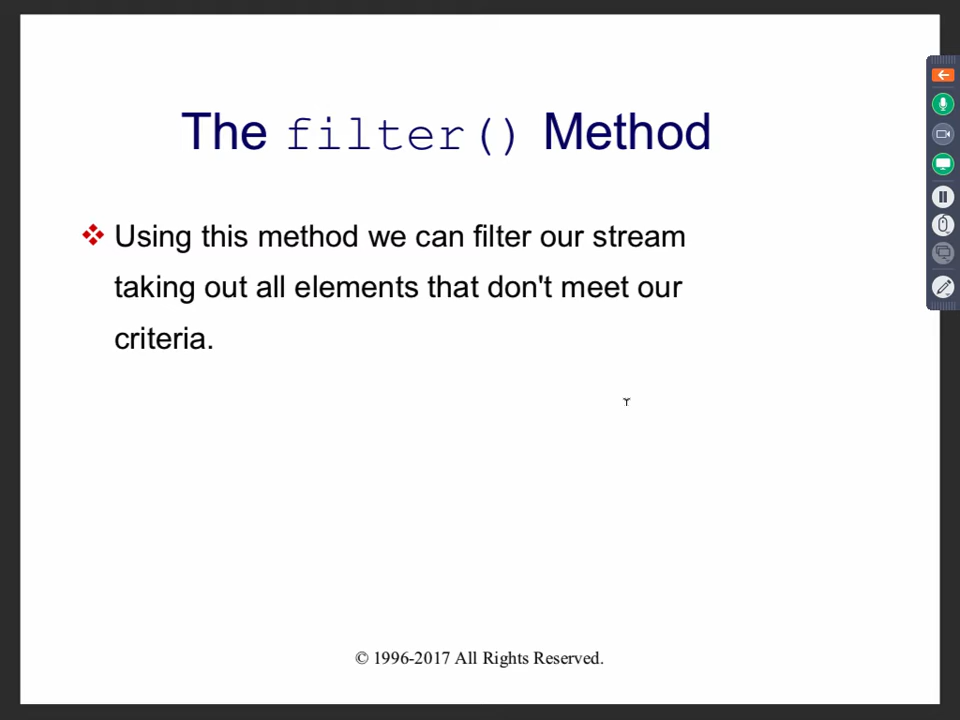 The filter() Method
Using this method we can filter our stream
taking out all elements that don't meet our
criteria.
© 1996-2017 All Rights Reserved.